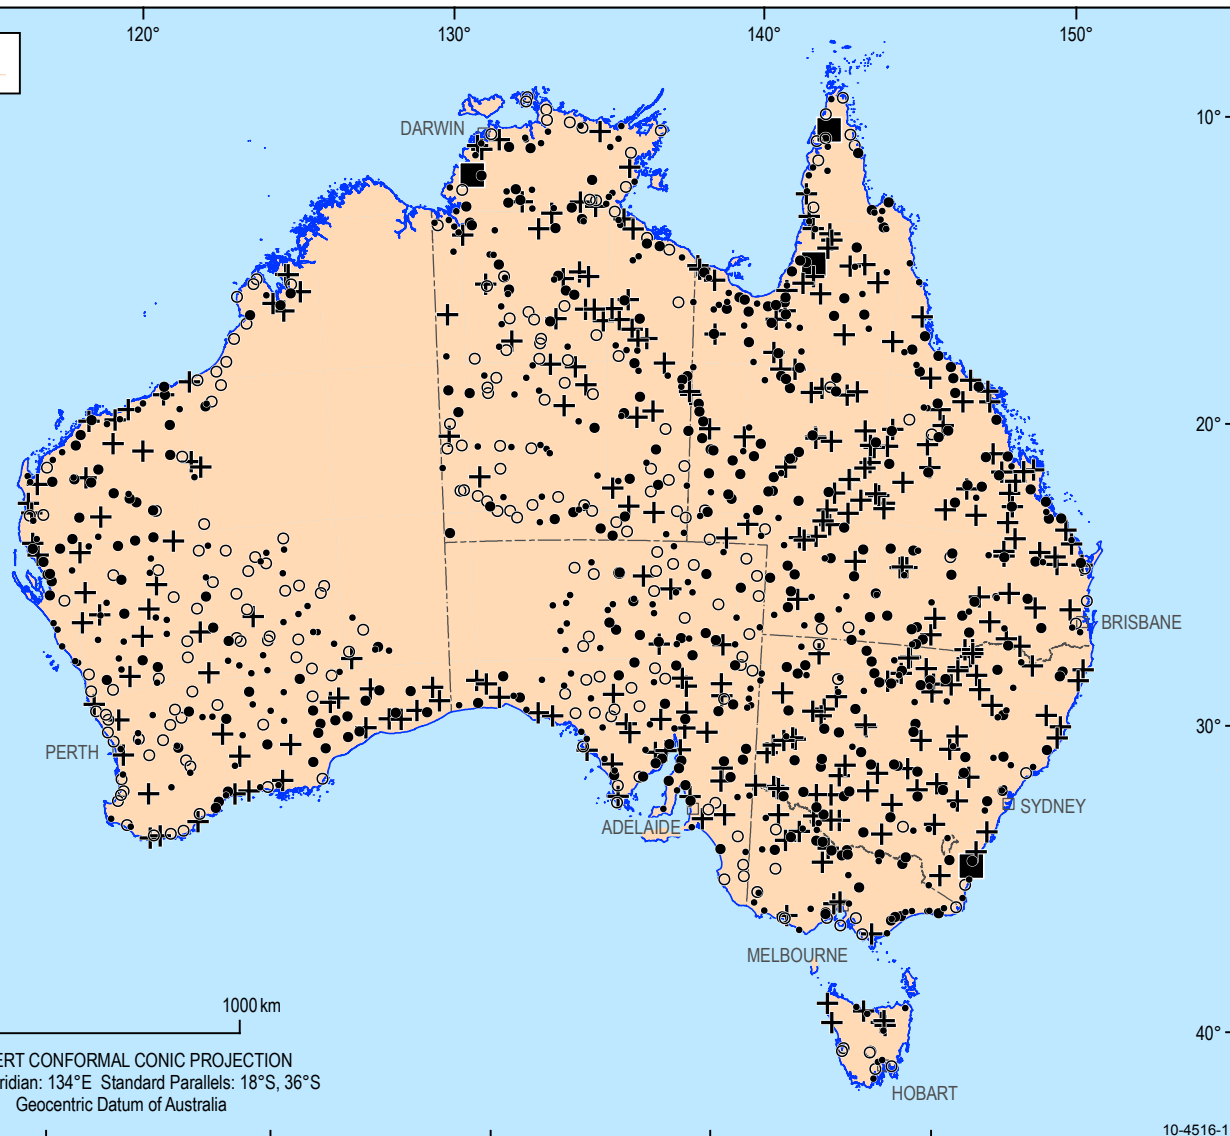 120°
130°
140°
150°
10°
DARWIN
20°
BRISBANE
30°
PERTH
SYDNEY
ADELAIDE
MELBOURNE
1000 km
40°
ERT CONFORMAL CONIC PROJECTION
ridian: 134°E Standard Parallels: 18°S, 36°S
Geocentric Datum of Australia
HOBART
10-4516-1